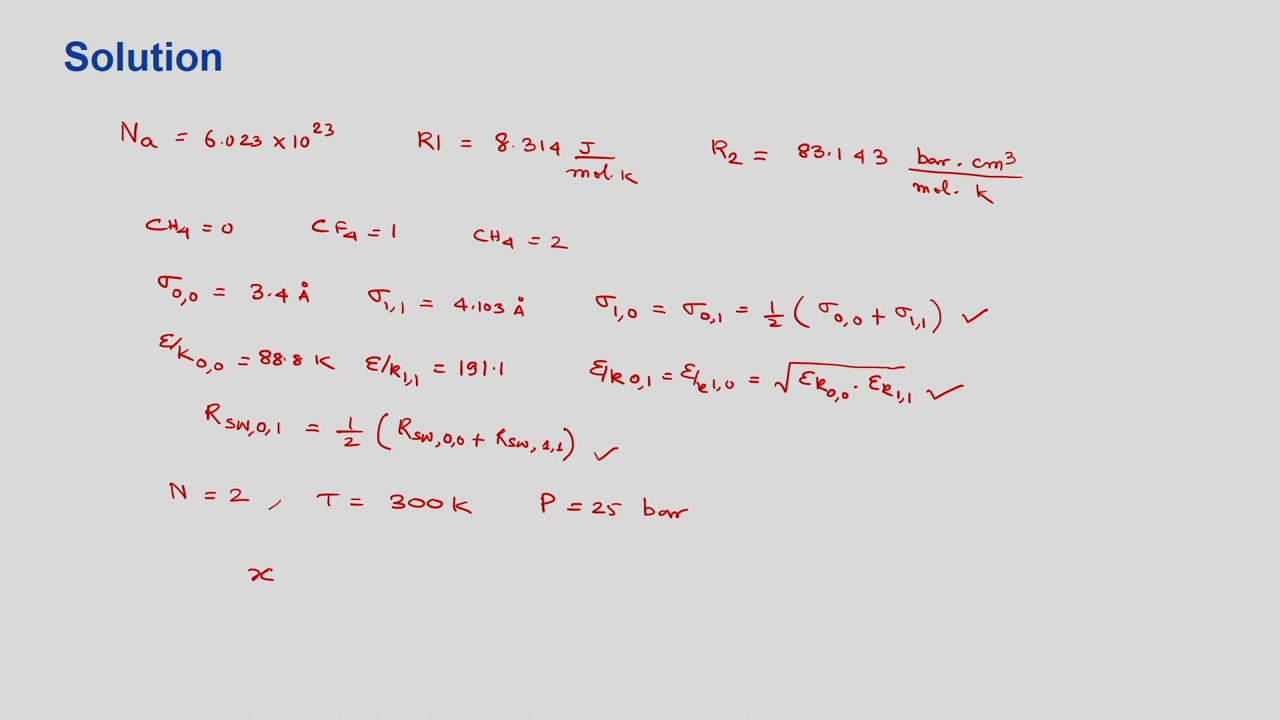 Solution
Na = 6.023 × 10^23 R1 = 8.314 J/mol.K R2 = 83.143 bar.cm³/mol.K
CH4 = 0 CF4 = 1 CH4 = 2
σ0,0 = 3.4 Å σ1,1 = 4.103 Å σ1,0 = σ0,1 = 1/2 (σ0,0 + σ1,1) ✓
ε/k0,0 = 88.8 K ε/k1,1 = 191.1 ε/k0,1 = ε/k1,0 = √(εk0,0 . εk1,1) ✓
Rsw,0,1 = 1/2 (Rsw,0,0 + Rsw,1,1) ✓
N = 2, T = 300 K P = 25 bar
x